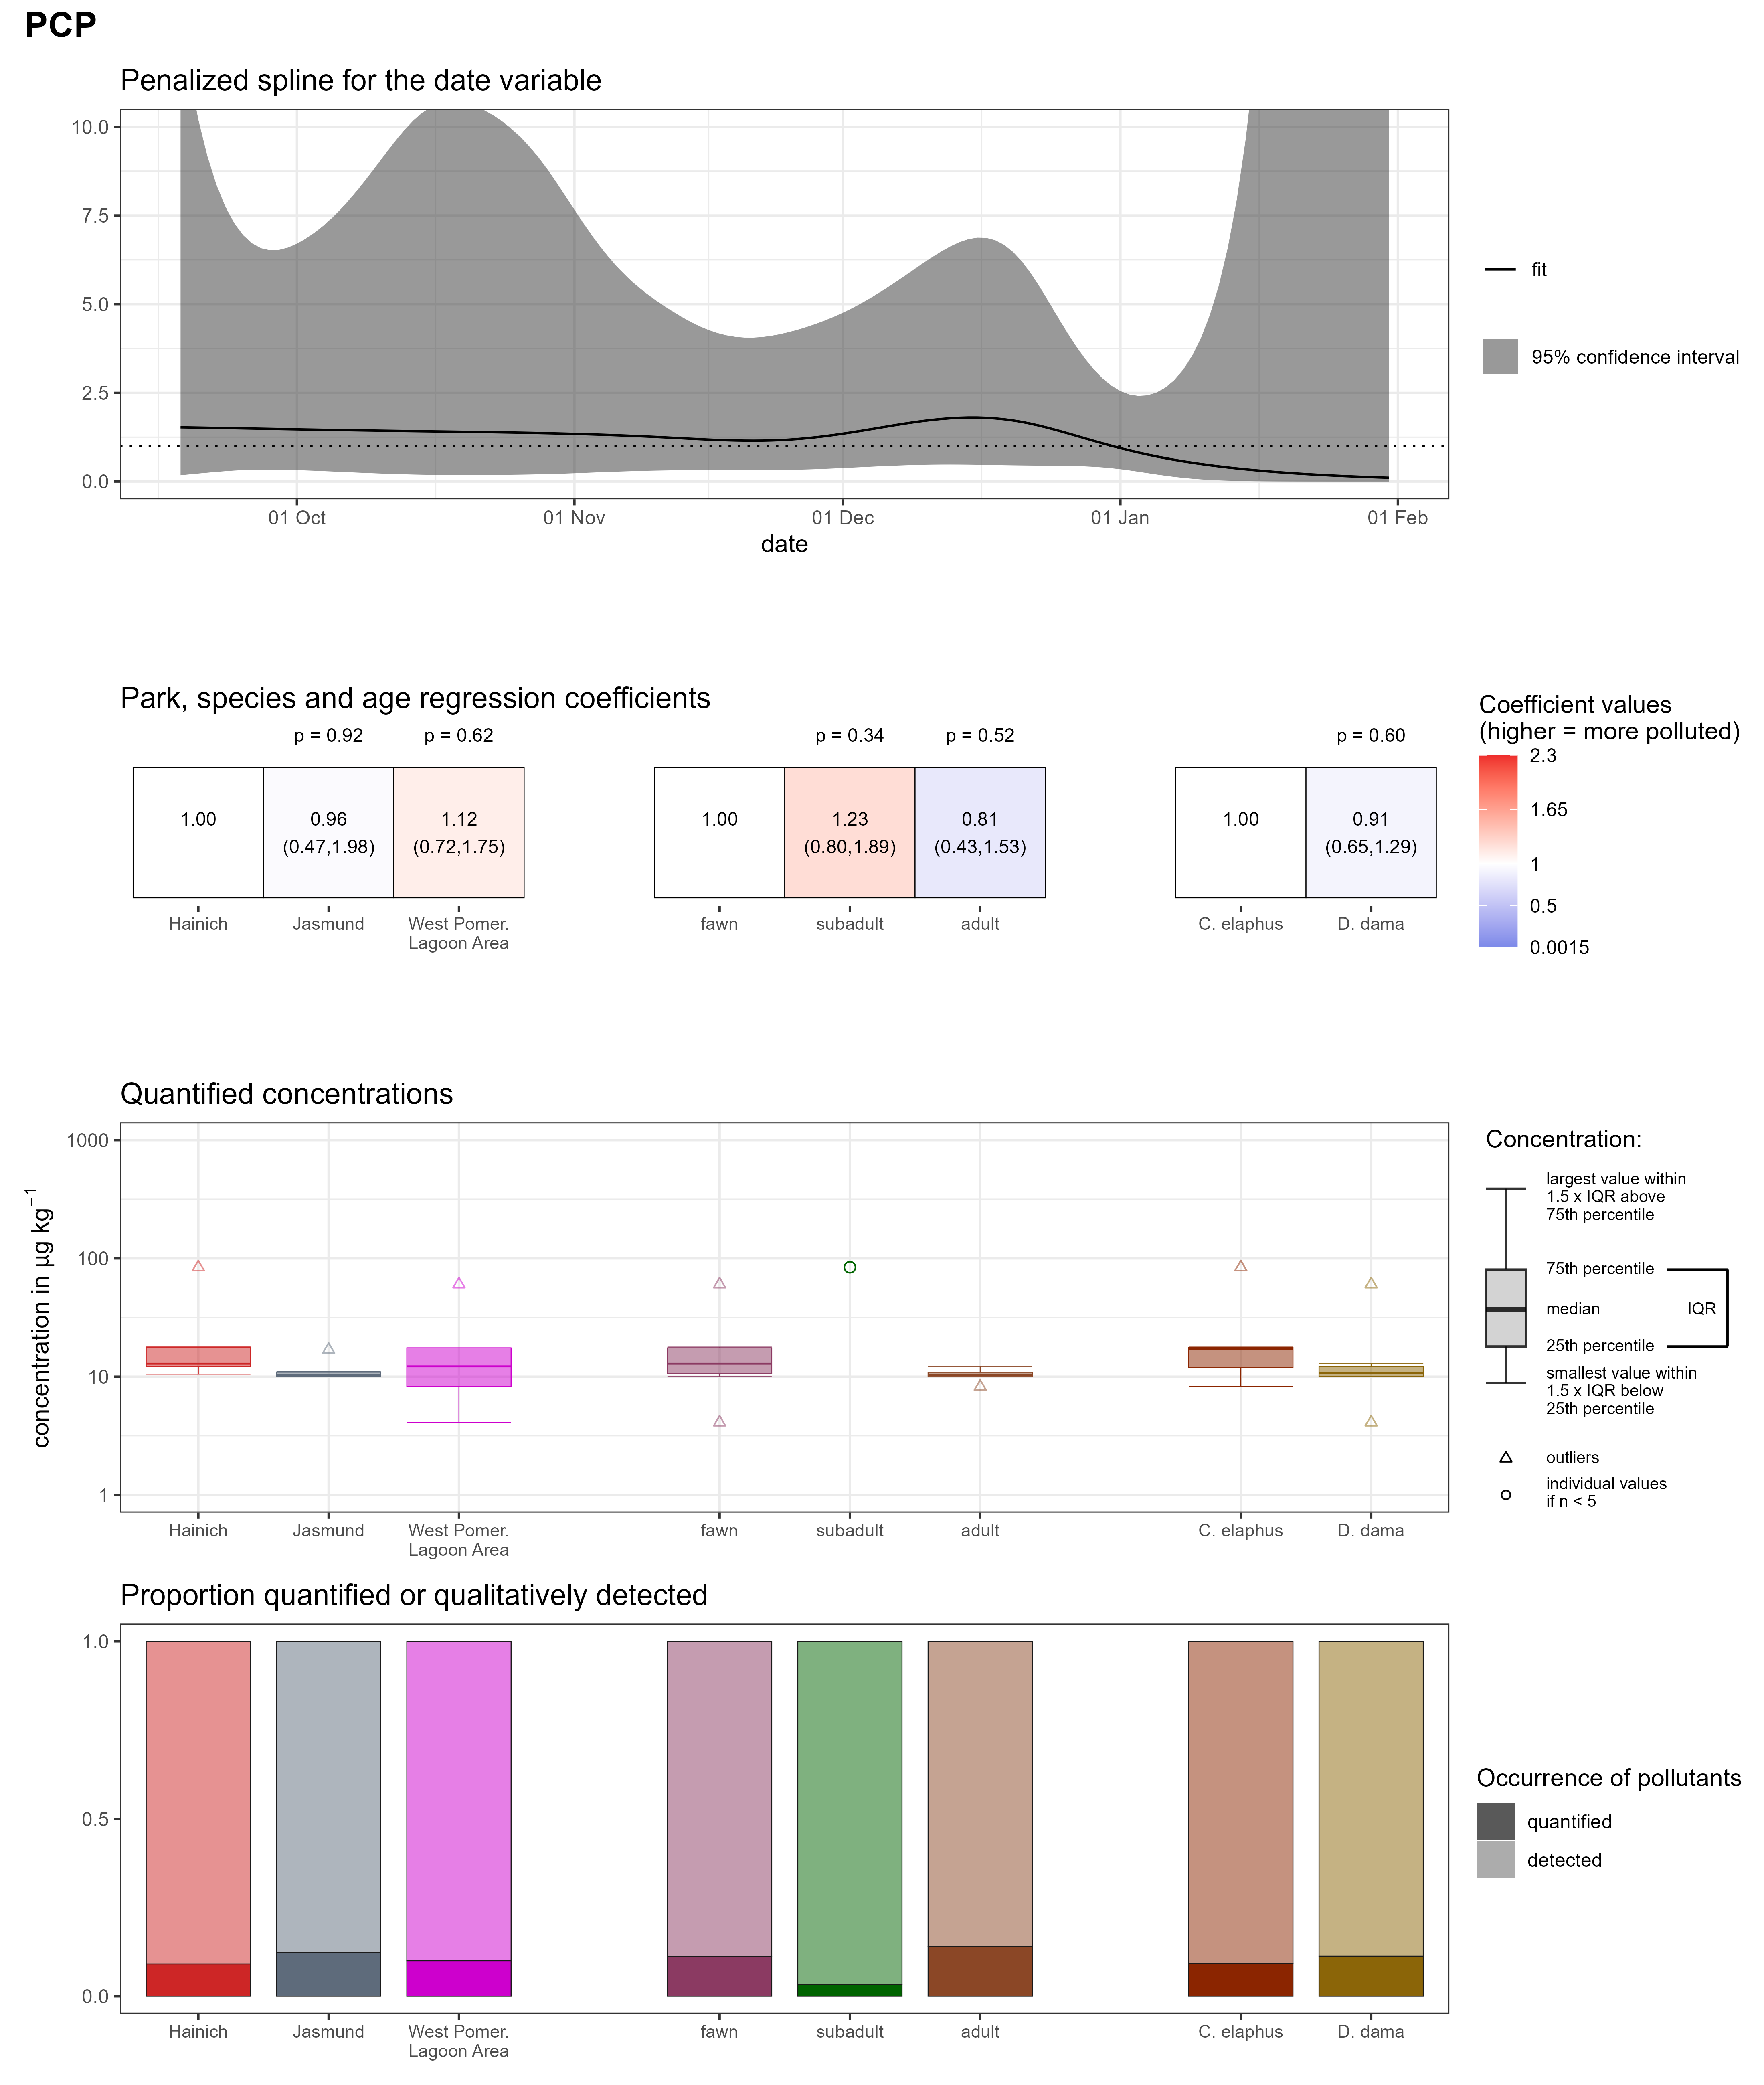 PCP
Penalized spline for the date variable
10.0
7.5
5.0
2.5
0.0
01 Oct
01 Nov
01 Dec
01 Jan
01 Feb
date
fit
95% confidence interval
Park, species and age regression coefficients
p = 0.92
p = 0.62
p = 0.34
p = 0.52
p = 0.60
1.00
0.96
(0.47,1.98)
1.12
(0.72,1.75)
1.00
1.23
(0.80,1.89)
0.81
(0.43,1.53)
1.00
0.91
(0.65,1.29)
Hainich
Jasmund
West Pomer.
Lagoon Area
fawn
subadult
adult
C. elaphus
D. dama
Coefficient values
(higher = more polluted)
2.3
1.65
1
0.5
0.0015
Quantified concentrations
concentration in µg kg⁻¹
1000
100
10
1
Hainich
Jasmund
West Pomer.
Lagoon Area
fawn
subadult
adult
C. elaphus
D. dama
Concentration:
largest value within
1.5 x IQR above
75th percentile
75th percentile
median
IQR
25th percentile
smallest value within
1.5 x IQR below
25th percentile
outliers
individual values
if n < 5
Proportion quantified or qualitatively detected
1.0
0.5
0.0
Hainich
Jasmund
West Pomer.
Lagoon Area
fawn
subadult
adult
C. elaphus
D. dama
Occurrence of pollutants
quantified
detected